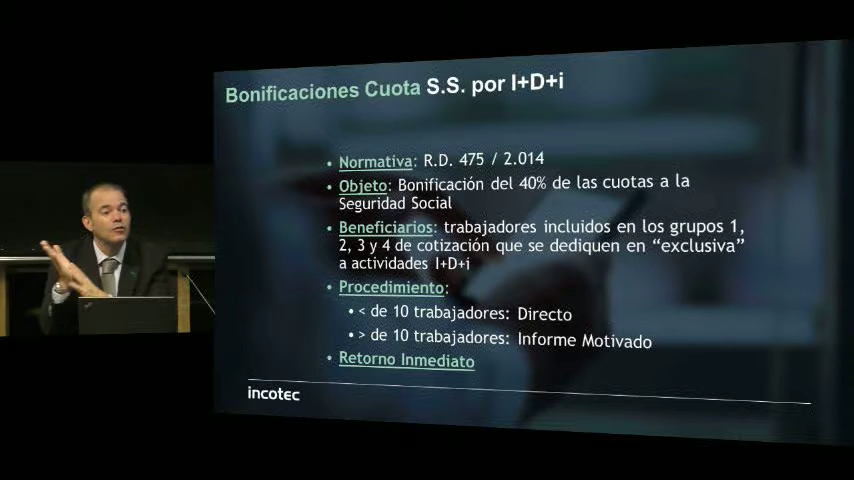 Bonificaciones Cuota S.S. por I+D+i
• Normativa: R.D. 475 / 2.014
• Objeto: Bonificación del 40% de las cuotas a la
Seguridad Social
• Beneficiarios: trabajadores incluidos en los grupos 1,
2, 3 y 4 de cotización que se dediquen en “exclusiva”
a actividades I+D+i
• Procedimiento:
• < de 10 trabajadores: Directo
• > de 10 trabajadores: Informe Motivado
• Retorno Inmediato
incotec